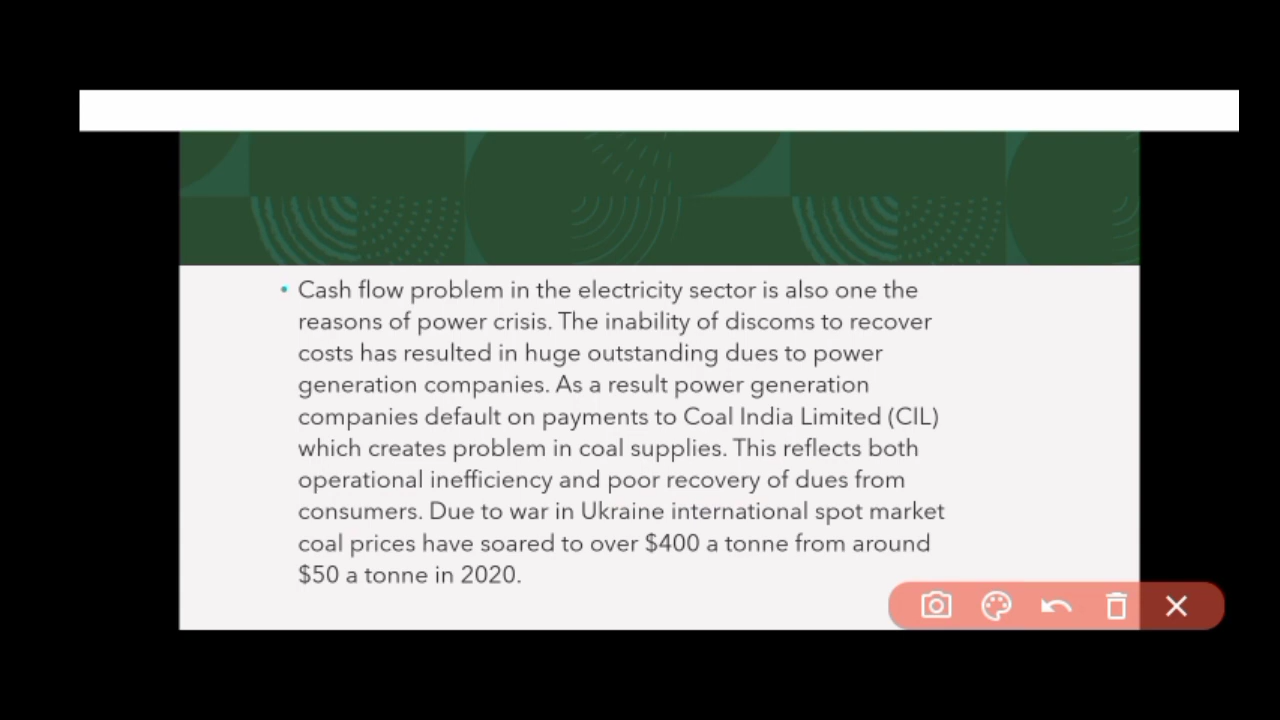 • Cash flow problem in the electricity sector is also one the
reasons of power crisis. The inability of discoms to recover
costs has resulted in huge outstanding dues to power
generation companies. As a result power generation
companies default on payments to Coal India Limited (CIL)
which creates problem in coal supplies. This reflects both
operational inefficiency and poor recovery of dues from
consumers. Due to war in Ukraine international spot market
coal prices have soared to over $400 a tonne from around
$50 a tonne in 2020.